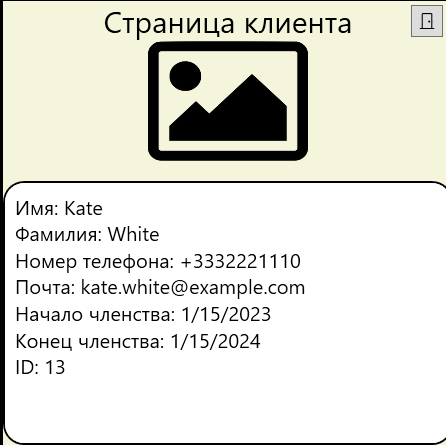 Страница клиента
Имя: Kate
Фамилия: White
Номер телефона: +3332221110
Почта: kate.white@example.com
Начало членства: 1/15/2023
Конец членства: 1/15/2024
ID: 13